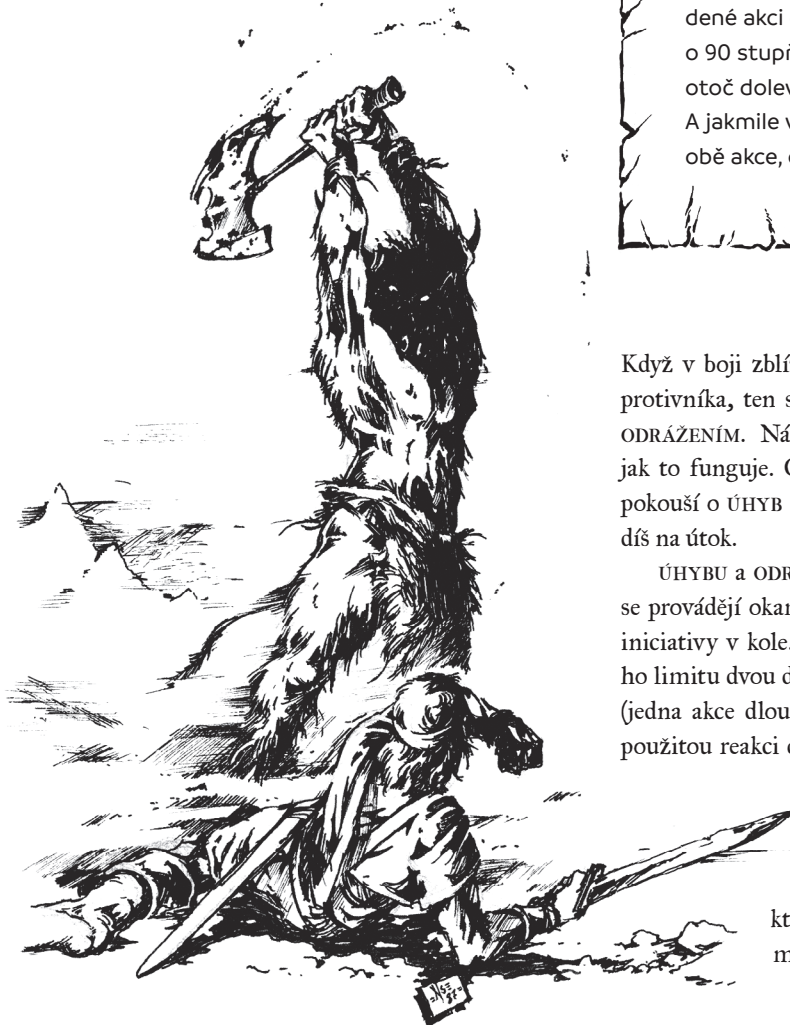 dené akci
o 90 stupň
otoč dolev
A jakmile v
obě akce,
Když v boji zblí
protivníka, ten s
ODRÁŽENÍM. Ná
jak to funguje.
pokouší o ÚHYB
díš na útok.
ÚHYBU a ODR
se provádějí oka
iniciativy v kole.
ho limitu dvou d
(jedna akce dlou
použitou reakci
kt
m